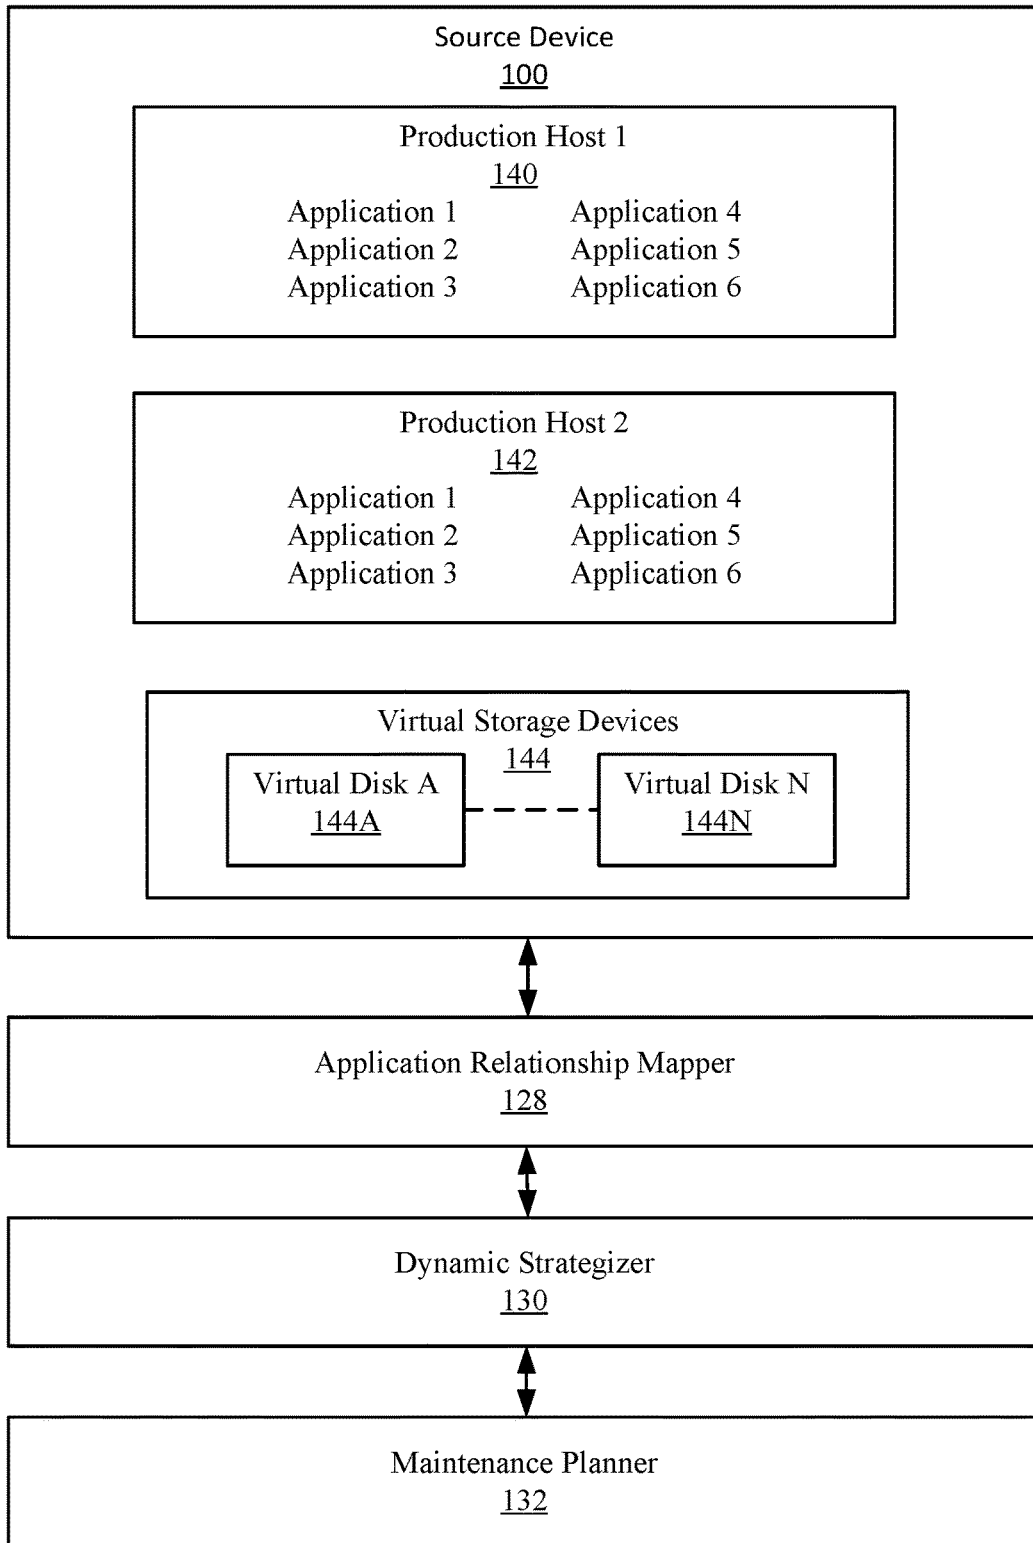 Source Device
100
Production Host 1
140
Application 1 Application 4
Application 2 Application 5
Application 3 Application 6
Production Host 2
142
Application 1 Application 4
Application 2 Application 5
Application 3 Application 6
Virtual Storage Devices
144
Virtual Disk A Virtual Disk N
144A 144N
Application Relationship Mapper
128
Dynamic Strategizer
130
Maintenance Planner
132